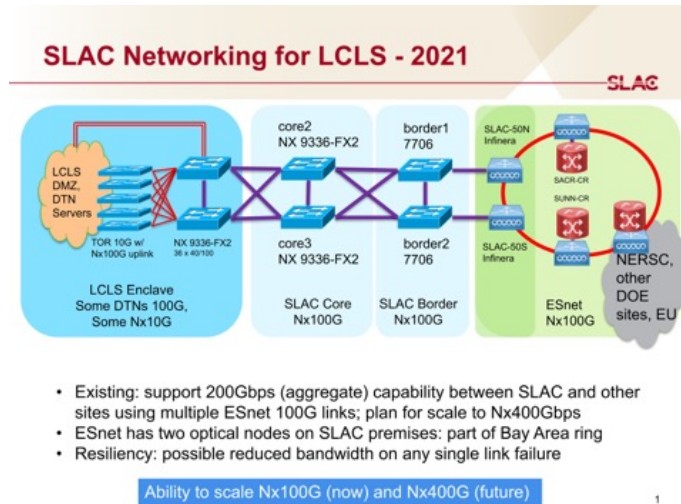 SLAC Networking for LCLS - 2021
SLAC
LCLS
DMZ,
DTN
Servers
TOR 10G w/
Nx100G uplink
NX 9336-FX2
36 x 40/100
LCLS Enclave
Some DTNs 100G,
Some Nx10G
core2
NX 9336-FX2
core3
NX 9336-FX2
SLAC Core
Nx100G
border1
7706
border2
7706
SLAC Border
Nx100G
SLAC-50N
Infinera
SLAC-50S
Infinera
SACR-CR
SUNN-CR
ESnet
Nx100G
NERSC,
other
DOE
sites, EU
• Existing: support 200Gbps (aggregate) capability between SLAC and other
sites using multiple ESnet 100G links; plan for scale to Nx400Gbps
• ESnet has two optical nodes on SLAC premises: part of Bay Area ring
• Resiliency: possible reduced bandwidth on any single link failure
Ability to scale Nx100G (now) and Nx400G (future)
1